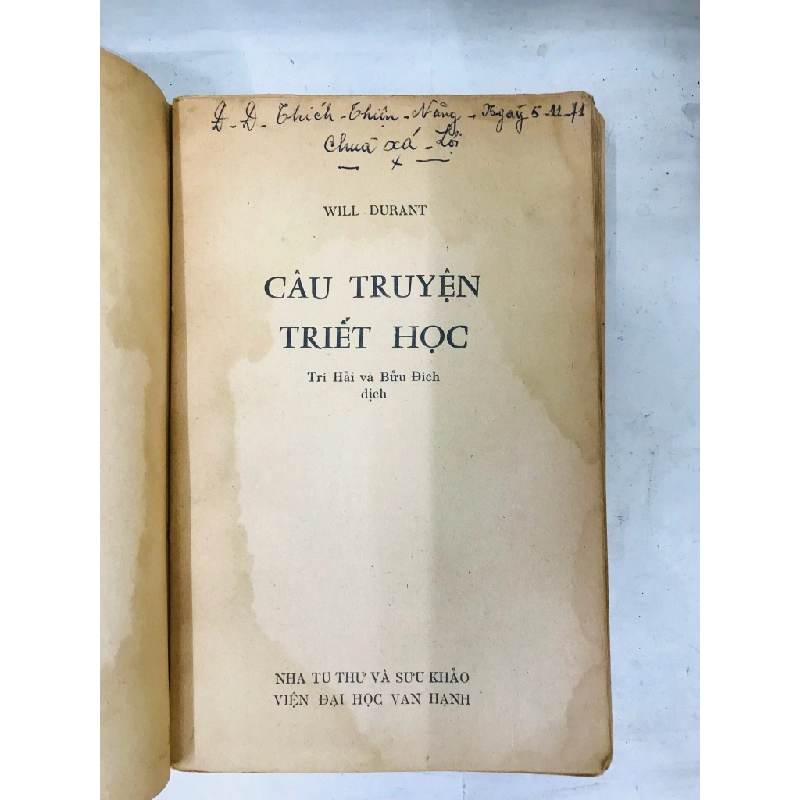 Đ-Đ- Thích-Thiện-Năng- Ngày 5-11-71
Chuà xá-Lợi
WILL DURANT
CÂU TRUYỆN
TRIẾT HỌC
Trí Hải và Bửu Đích
dịch
NHA TU THƯ VÀ SƯU KHẢO
VIỆN ĐẠI HỌC VẠN HẠNH